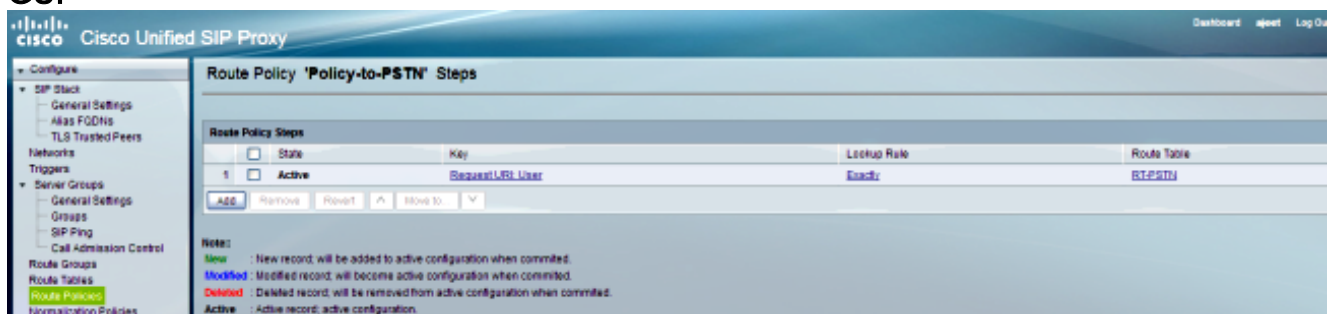 cisco Cisco Unified SIP Proxy
Dashboard ajeet Log Ou
Configure
SIP Stack
General Settings
Alias FQDNs
TLS Trusted Peers
Networks
Triggers
Server Groups
General Settings
Groups
SIP Ping
Call Admission Control
Route Groups
Route Tables
Route Policies
Normalization Policies
Route Policy 'Policy-to-PSTN' Steps
Route Policy Steps
State Key Lookup Rule Route Table
1 Active Request URI: User Exactly RT-PSTN
Add Remove Revert Move to...
Note:
New : New record; will be added to active configuration when commited.
Modified : Modified record; will become active configuration when commited.
Deleted : Deleted record; will be removed from active configuration when commited.
Active : Active record; active configuration.